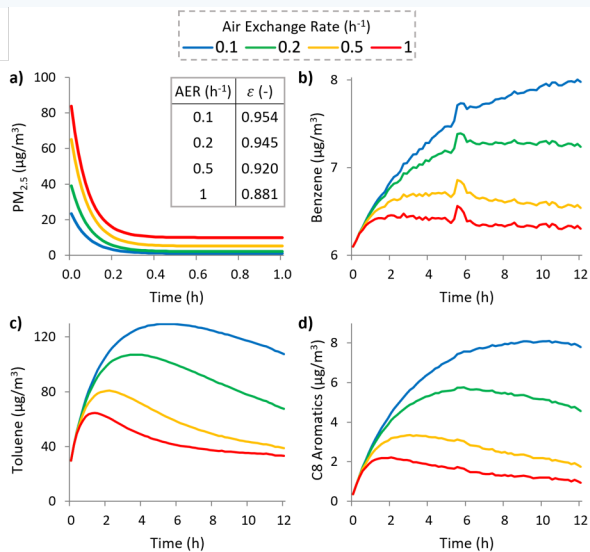 Air Exchange Rate (h⁻¹)
0.1 0.2 0.5 1
a)
PM₂.₅ (µg/m³)
100
80
60
40
20
0
0.0 0.2 0.4 0.6 0.8 1.0
Time (h)
AER (h⁻¹) ε (-)
0.1 0.954
0.2 0.945
0.5 0.920
1 0.881
b)
Benzene (µg/m³)
8
7
6
0 2 4 6 8 10 12
Time (h)
c)
Toluene (µg/m³)
120
80
40
0
0 2 4 6 8 10 12
Time (h)
d)
C8 Aromatics (µg/m³)
8
6
4
2
0
0 2 4 6 8 10 12
Time (h)